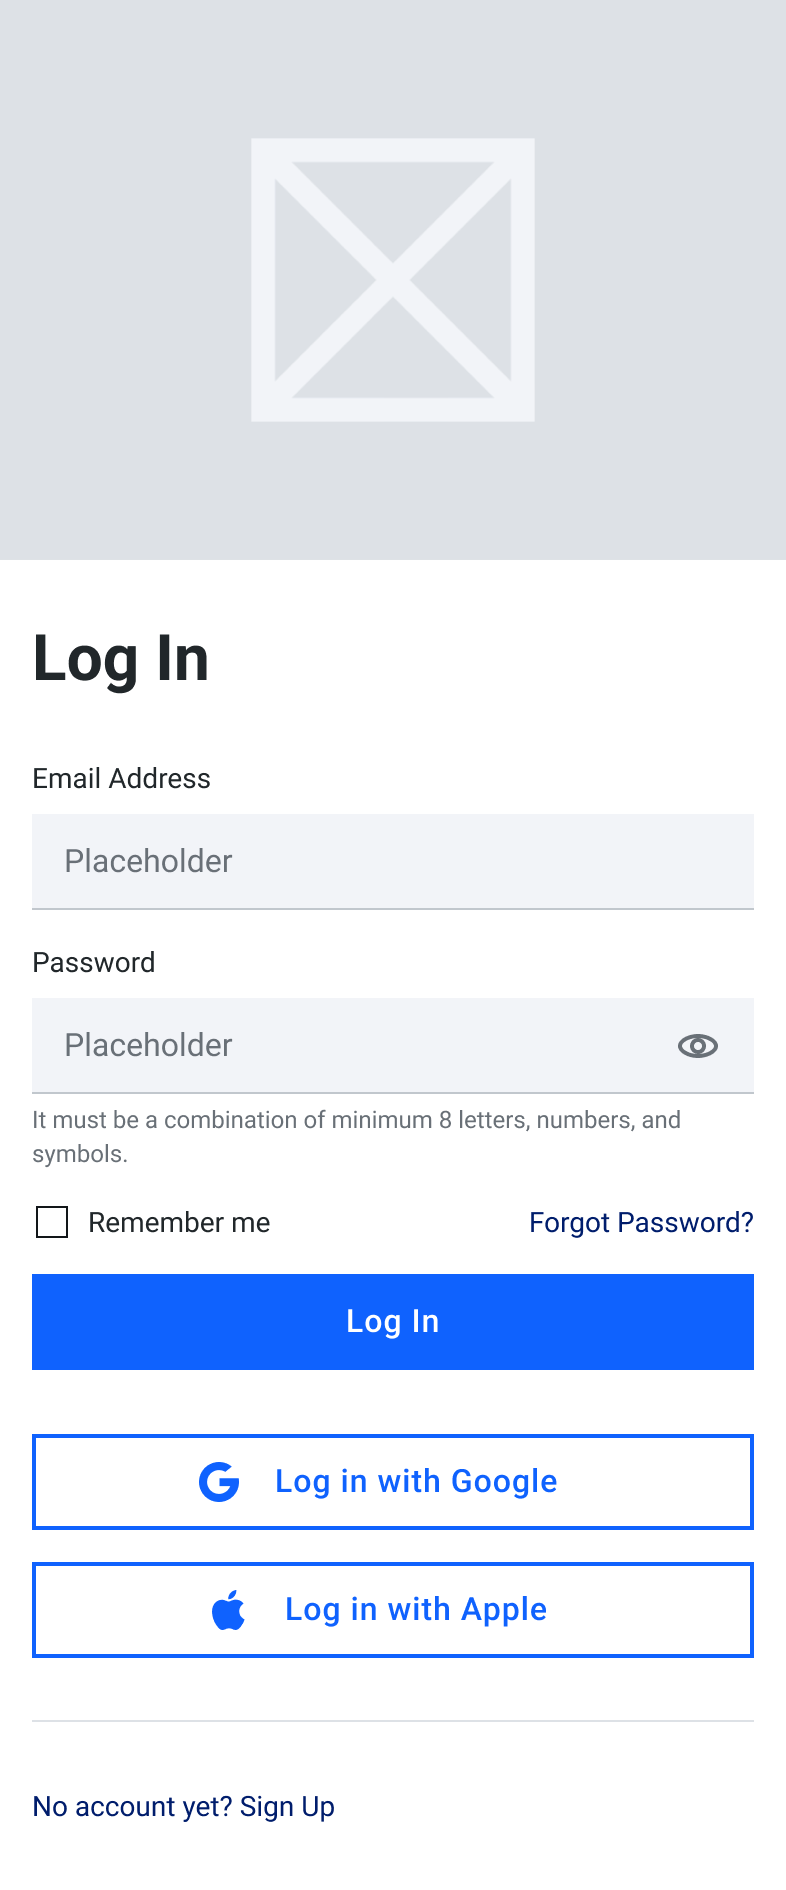 Log In
Email Address
Placeholder
Password
Placeholder
It must be a combination of minimum 8 letters, numbers, and
symbols.
Remember me
Forgot Password?
Log In
Log in with Google
Log in with Apple
No account yet? Sign Up